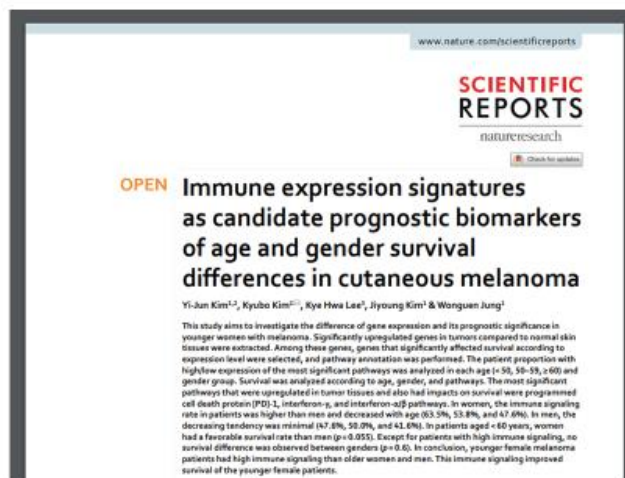 www.nature.com/scientificreports
SCIENTIFIC
REPORTS
natureresearch
Check for updates
OPEN
Immune expression signatures
as candidate prognostic biomarkers
of age and gender survival
differences in cutaneous melanoma
Yi-Jun Kim¹,², Kyubo Kim¹, Kye Hwa Lee³, Jiyoung Kim¹ & Wonguen Jung¹
This study aims to investigate the difference of gene expression and its prognostic significance in
younger women with melanoma. Significantly upregulated genes in tumors compared to normal skin
tissues were extracted. Among these genes, genes that significantly affected survival according to
expression level were selected, and pathway annotation was performed. The patient proportion with
high/low expression of the most significant pathways was analyzed in each age (< 50, 50–59, ≥ 60) and
gender group. Survival was analyzed according to age, gender, and pathways. The most significant
pathways that were upregulated in tumor tissues and also had impacts on survival were programmed
cell death protein (PD)-1, interferon-γ, and interferon-α/β pathways. In women, the immune signaling
rate in patients was higher than men and decreased with age (63.5%, 53.8%, and 47.6%). In men, the
decreasing tendency was minimal (47.6%, 50.0%, and 41.6%). In patients aged < 60 years, women
had a favorable survival rate than men (p = 0.055). Except for patients with high immune signaling, no
survival difference was observed between genders (p = 0.6). In conclusion, younger female melanoma
patients had high immune signaling than older women and men. This immune signaling improved
survival of the younger female patients.